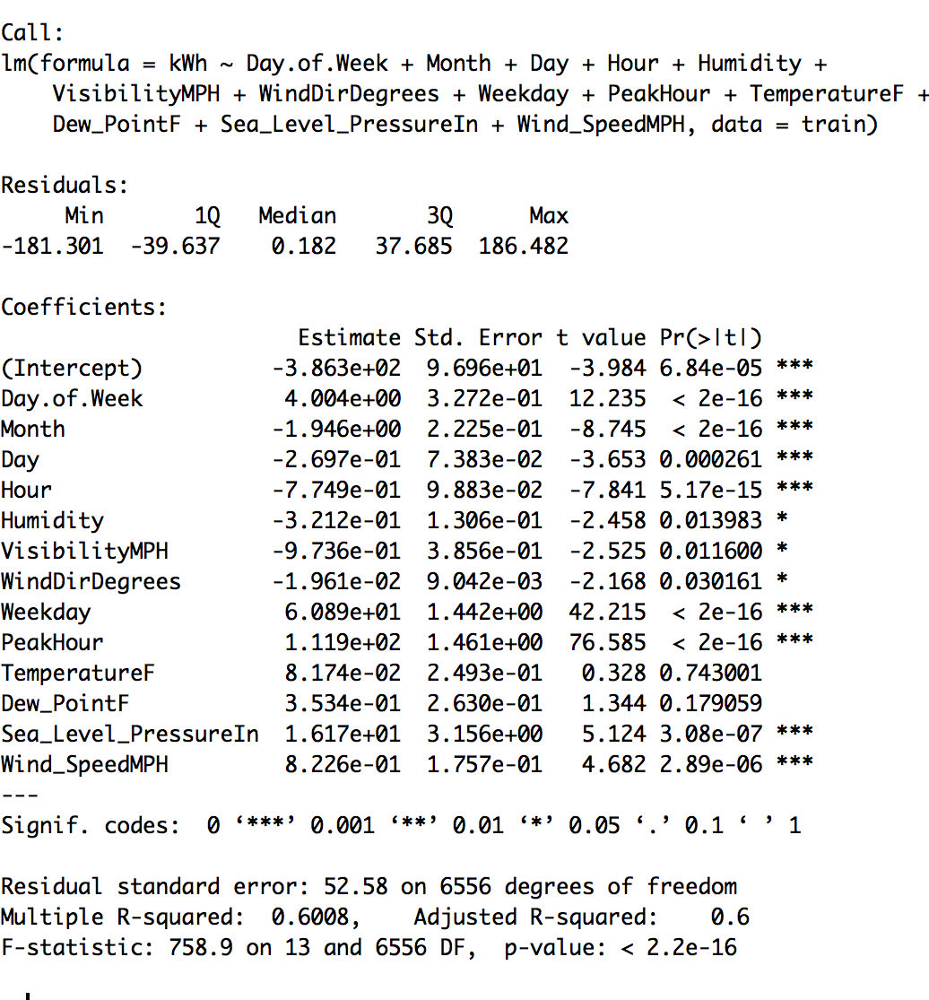 Call:
lm(formula = kWh ~ Day.of.Week + Month + Day + Hour + Humidity +
    VisibilityMPH + WindDirDegrees + Weekday + PeakHour + TemperatureF +
    Dew_PointF + Sea_Level_PressureIn + Wind_SpeedMPH, data = train)

Residuals:
     Min       1Q   Median       3Q      Max
-181.301  -39.637    0.182   37.685  186.482

Coefficients:
                       Estimate Std. Error t value Pr(>|t|)
(Intercept)          -3.863e+02  9.696e+01  -3.984 6.84e-05 ***
Day.of.Week           4.004e+00  3.272e-01  12.235  < 2e-16 ***
Month                -1.946e+00  2.225e-01  -8.745  < 2e-16 ***
Day                  -2.697e-01  7.383e-02  -3.653 0.000261 ***
Hour                 -7.749e-01  9.883e-02  -7.841 5.17e-15 ***
Humidity             -3.212e-01  1.306e-01  -2.458 0.013983 *
VisibilityMPH        -9.736e-01  3.856e-01  -2.525 0.011600 *
WindDirDegrees       -1.961e-02  9.042e-03  -2.168 0.030161 *
Weekday               6.089e+01  1.442e+00  42.215  < 2e-16 ***
PeakHour              1.119e+02  1.461e+00  76.585  < 2e-16 ***
TemperatureF          8.174e-02  2.493e-01   0.328 0.743001
Dew_PointF            3.534e-01  2.630e-01   1.344 0.179059
Sea_Level_PressureIn  1.617e+01  3.156e+00   5.124 3.08e-07 ***
Wind_SpeedMPH         8.226e-01  1.757e-01   4.682 2.89e-06 ***
---
Signif. codes:  0 ‘***’ 0.001 ‘**’ 0.01 ‘*’ 0.05 ‘.’ 0.1 ‘ ’ 1

Residual standard error: 52.58 on 6556 degrees of freedom
Multiple R-squared:  0.6008,    Adjusted R-squared:    0.6
F-statistic: 758.9 on 13 and 6556 DF,  p-value: < 2.2e-16